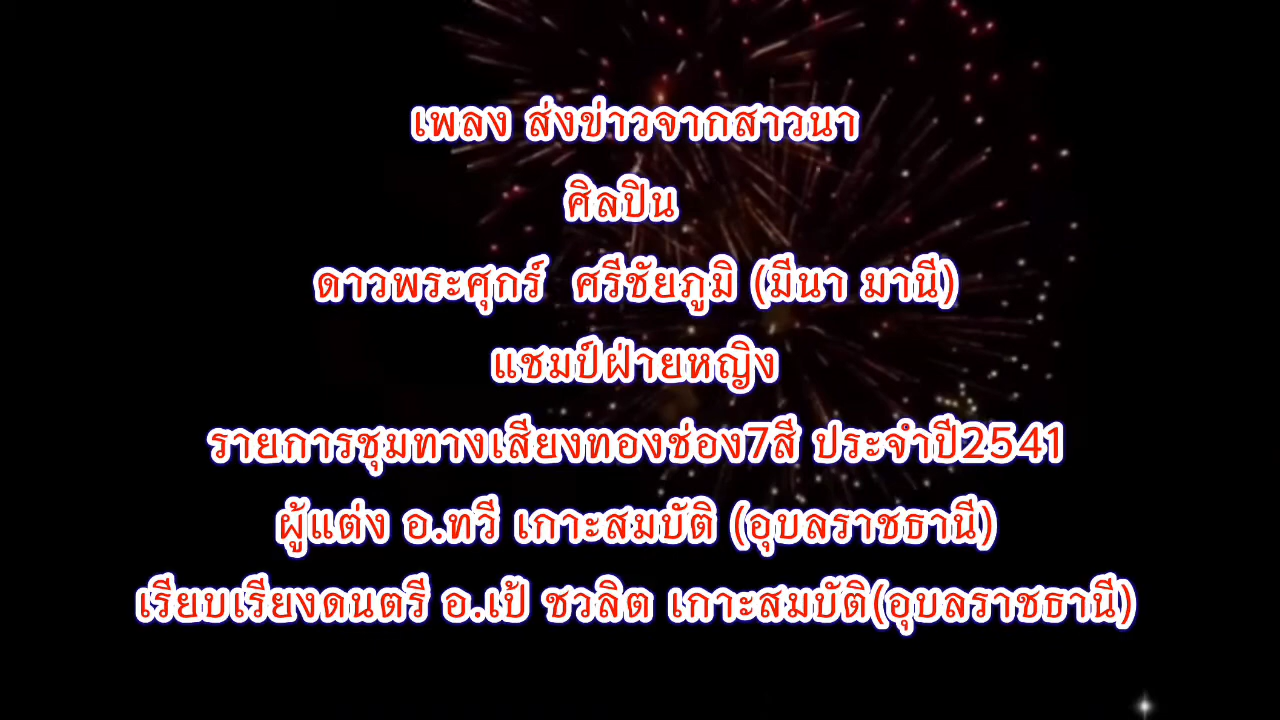 เพลง ส่งข่าวจากสาวนา
ศิลปิน
ดาวพระศุกร์  ศรีชัยภูมิ (มีนา มานี)
แชมป์ฝ่ายหญิง
รายการชุมทางเสียงทองช่อง7สี ประจำปี2541
ผู้แต่ง อ.ทวี เกาะสมบัติ (อุบลราชธานี)
เรียบเรียงดนตรี อ.เป้ ชวลิต เกาะสมบัติ(อุบลราชธานี)